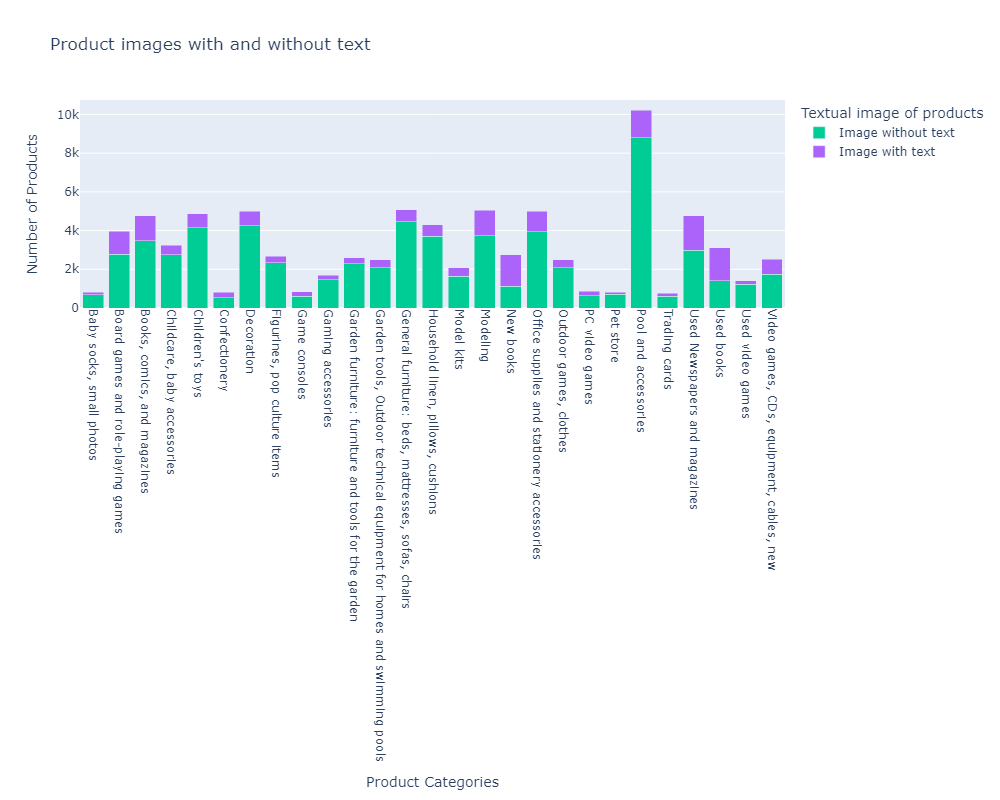 Product images with and without text
Textual image of products
Image without text
Image with text
Number of Products
10k
8k
6k
4k
2k
0
Baby socks, small photos
Board games and role-playing games
Books, comics, and magazines
Childcare, baby accessories
Children's toys
Confectionery
Decoration
Figurines, pop culture items
Game consoles
Gaming accessories
Garden furniture: furniture and tools for the garden
Garden tools, Outdoor technical equipment for homes and swimming pools
General furniture: beds, mattresses, sofas, chairs
Household linen, pillows, cushions
Model kits
Modeling
New books
Office supplies and stationery accessories
Outdoor games, clothes
PC video games
Pet store
Pool and accessories
Trading cards
Used Newspapers and magazines
Used books
Used video games
Video games, CDs, equipment, cables, new
Product Categories